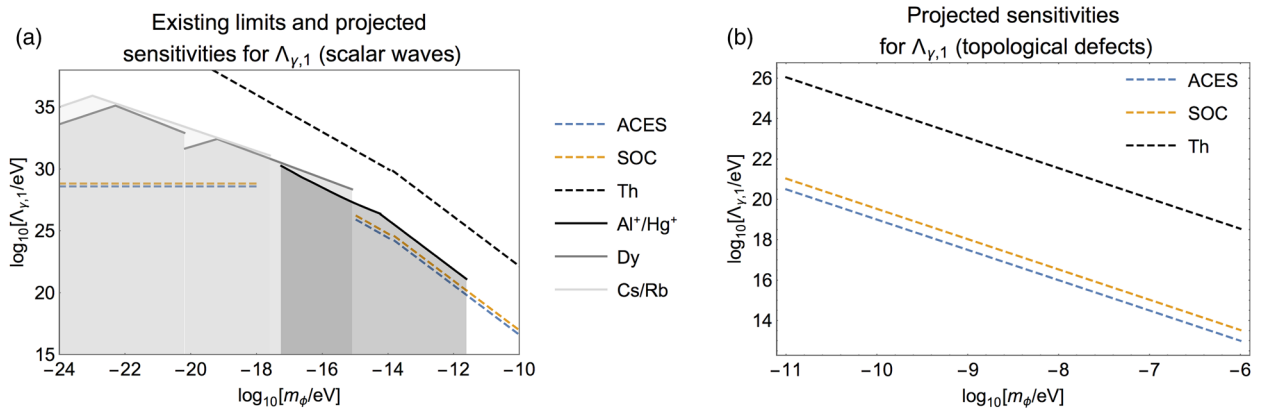 (a)
Existing limits and projected
sensitivities for Λγ,1 (scalar waves)
log10[Λγ,1/eV]
35
30
25
20
15
−24
−22
−20
−18
−16
−14
−12
−10
log10[mϕ/eV]
ACES
SOC
Th
Al+/Hg+
Dy
Cs/Rb
(b)
Projected sensitivities
for Λγ,1 (topological defects)
log10[Λγ,1/eV]
26
24
22
20
18
16
14
−11
−10
−9
−8
−7
−6
log10[mϕ/eV]
ACES
SOC
Th